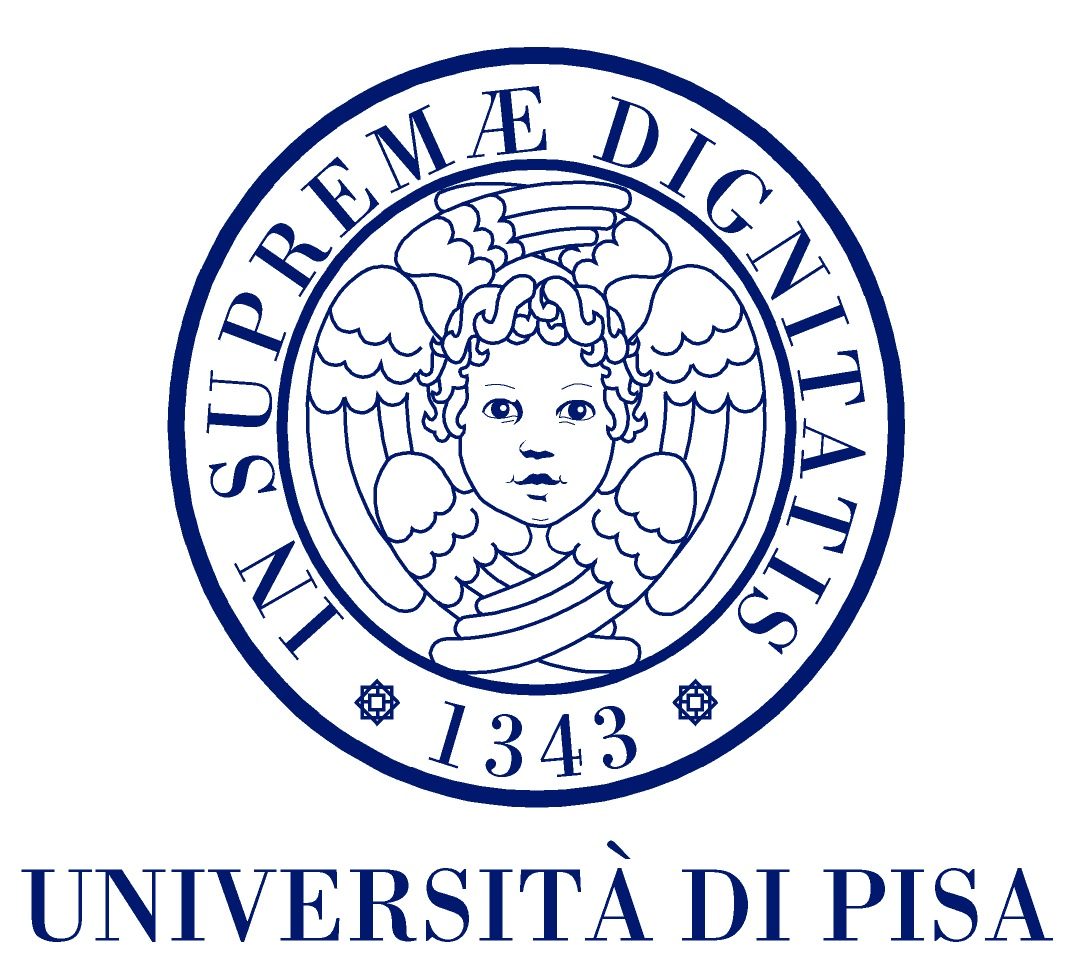 IN SUPREMÆ DIGNITATIS
1343
UNIVERSITÀ DI PISA